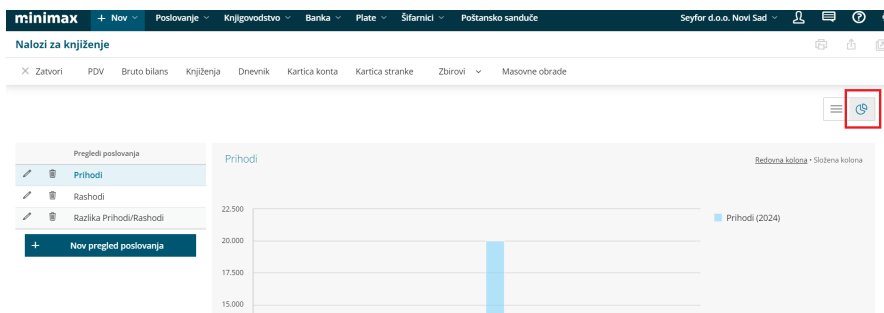 minimax + Nov Poslovanje Knjigovodstvo Banka Plate Šifarnici Poštansko sanduče Seyfor d.o.o. Novi Sad
Nalozi za knjiženje
Zatvori PDV Bruto bilans Knjiženja Dnevnik Kartica konta Kartica stranke Zbirovi Masovne obrade
Pregledi poslovanja
Prihodi
Rashodi
Razlika Prihodi/Rashodi
+ Nov pregled poslovanja
Prihodi
Redovna kolona • Složena kolona
22.500
20.000
17.500
15.000
Prihodi (2024)